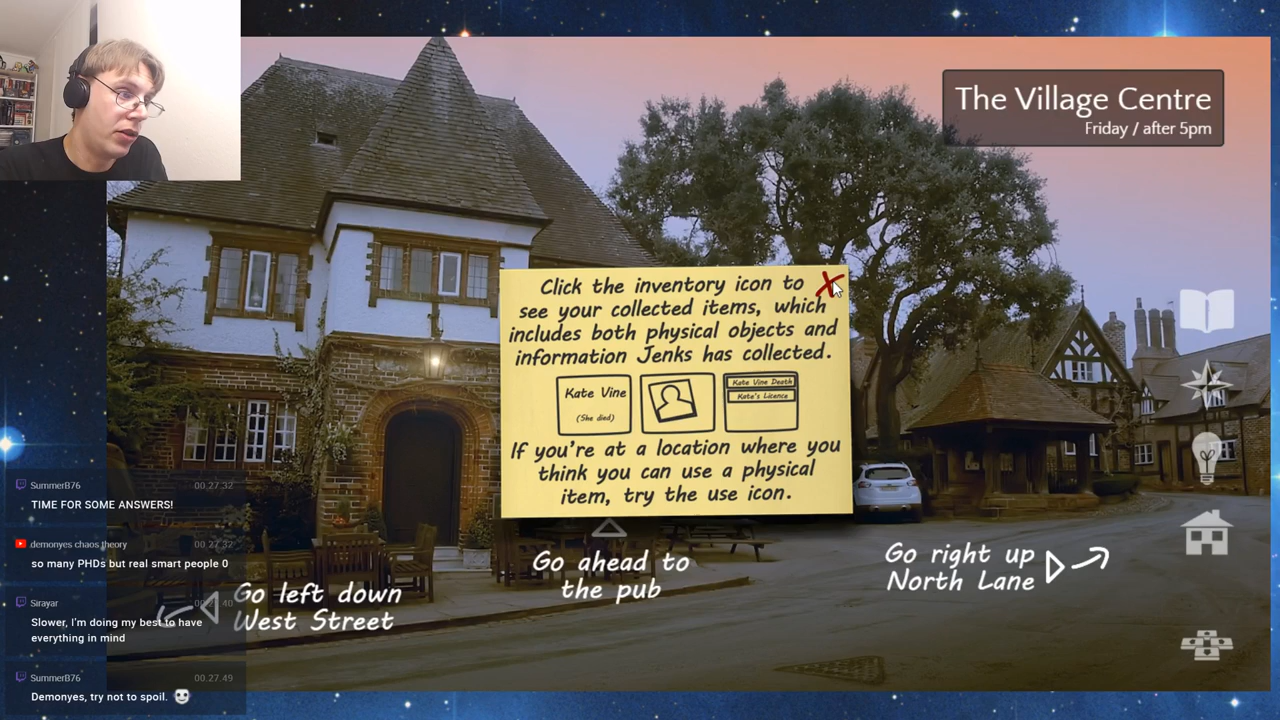 The Village Centre
Friday / after 5pm
Click the inventory icon to
see your collected items, which
includes both physical objects and
information Jenks has collected.
Kate Vine
(She died)
Kate Vine Death
Kate's Licence
If you're at a location where you
think you can use a physical
item, try the use icon.
Go left down
West Street
Go ahead to
the pub
Go right up
North Lane
SummerB76 00.27.32
TIME FOR SOME ANSWERS!
demonyes chaos theory 00.27.32
so many PHDs but real smart people 0
Sirayar
Slower, I'm doing my best to have
everything in mind
SummerB76 00.27.49
Demonyes, try not to spoil.